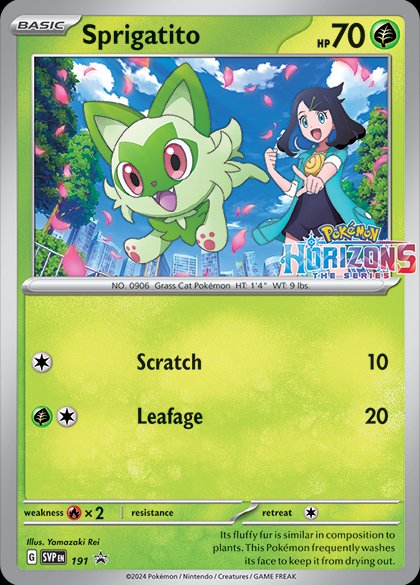 BASIC
Sprigatito
HP 70
Pokémon
HORIZONS
THE SERIES
NO. 0906 Grass Cat Pokémon HT: 1'4" WT: 9 lbs.
Scratch 10
Leafage 20
weakness × 2 resistance retreat
Illus. Yamazaki Rei
G SVP EN 191
Its fluffy fur is similar in composition to
plants. This Pokémon frequently washes
its face to keep it from drying out.
©2024 Pokémon / Nintendo / Creatures / GAME FREAK